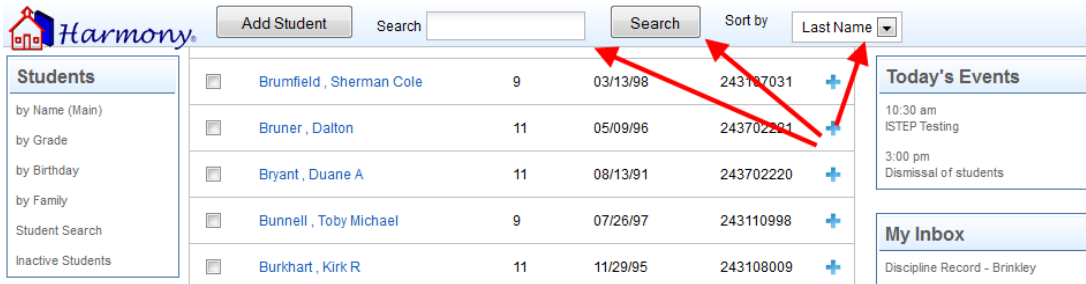 Harmony®
Add Student
Search
Search
Sort by
Last Name
Students
by Name (Main)
by Grade
by Birthday
by Family
Student Search
Inactive Students
Brumfield , Sherman Cole 9 03/13/98 243107031
Bruner , Dalton 11 05/09/96 243702221
Bryant , Duane A 11 08/13/91 243702220
Bunnell , Toby Michael 9 07/26/97 243110998
Burkhart , Kirk R 11 11/29/95 243108009
Today's Events
10:30 am
ISTEP Testing
3:00 pm
Dismissal of students
My Inbox
Discipline Record - Brinkley